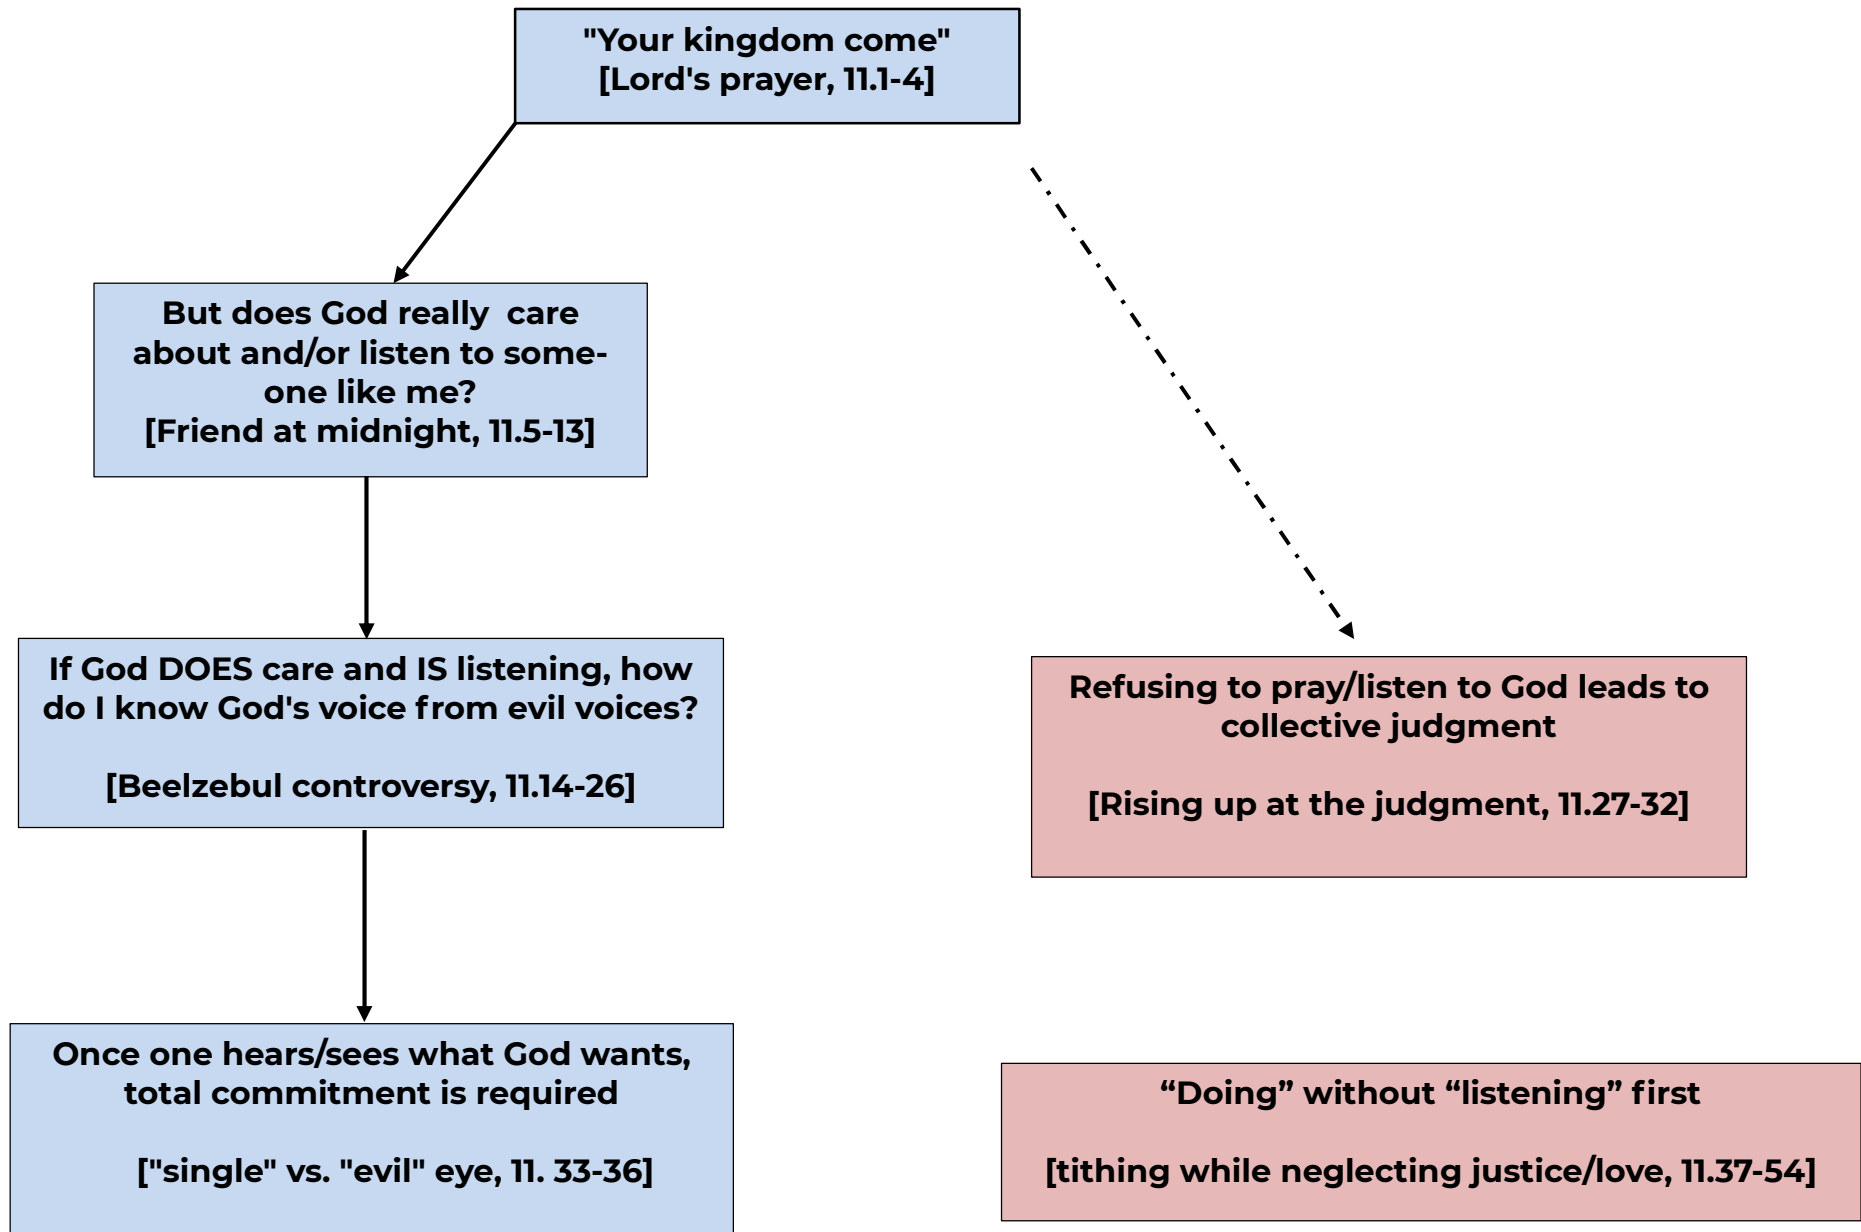 "Your kingdom come"
[Lord's prayer, 11.1-4]
But does God really  care
about and/or listen to some-
one like me?
[Friend at midnight, 11.5-13]
If God DOES care and IS listening, how
do I know God's voice from evil voices?
[Beelzebul controversy, 11.14-26]
Refusing to pray/listen to God leads to
collective judgment
[Rising up at the judgment, 11.27-32]
Once one hears/sees what God wants,
total commitment is required
["single" vs. "evil" eye, 11. 33-36]
“Doing” without “listening” first
[tithing while neglecting justice/love, 11.37-54]